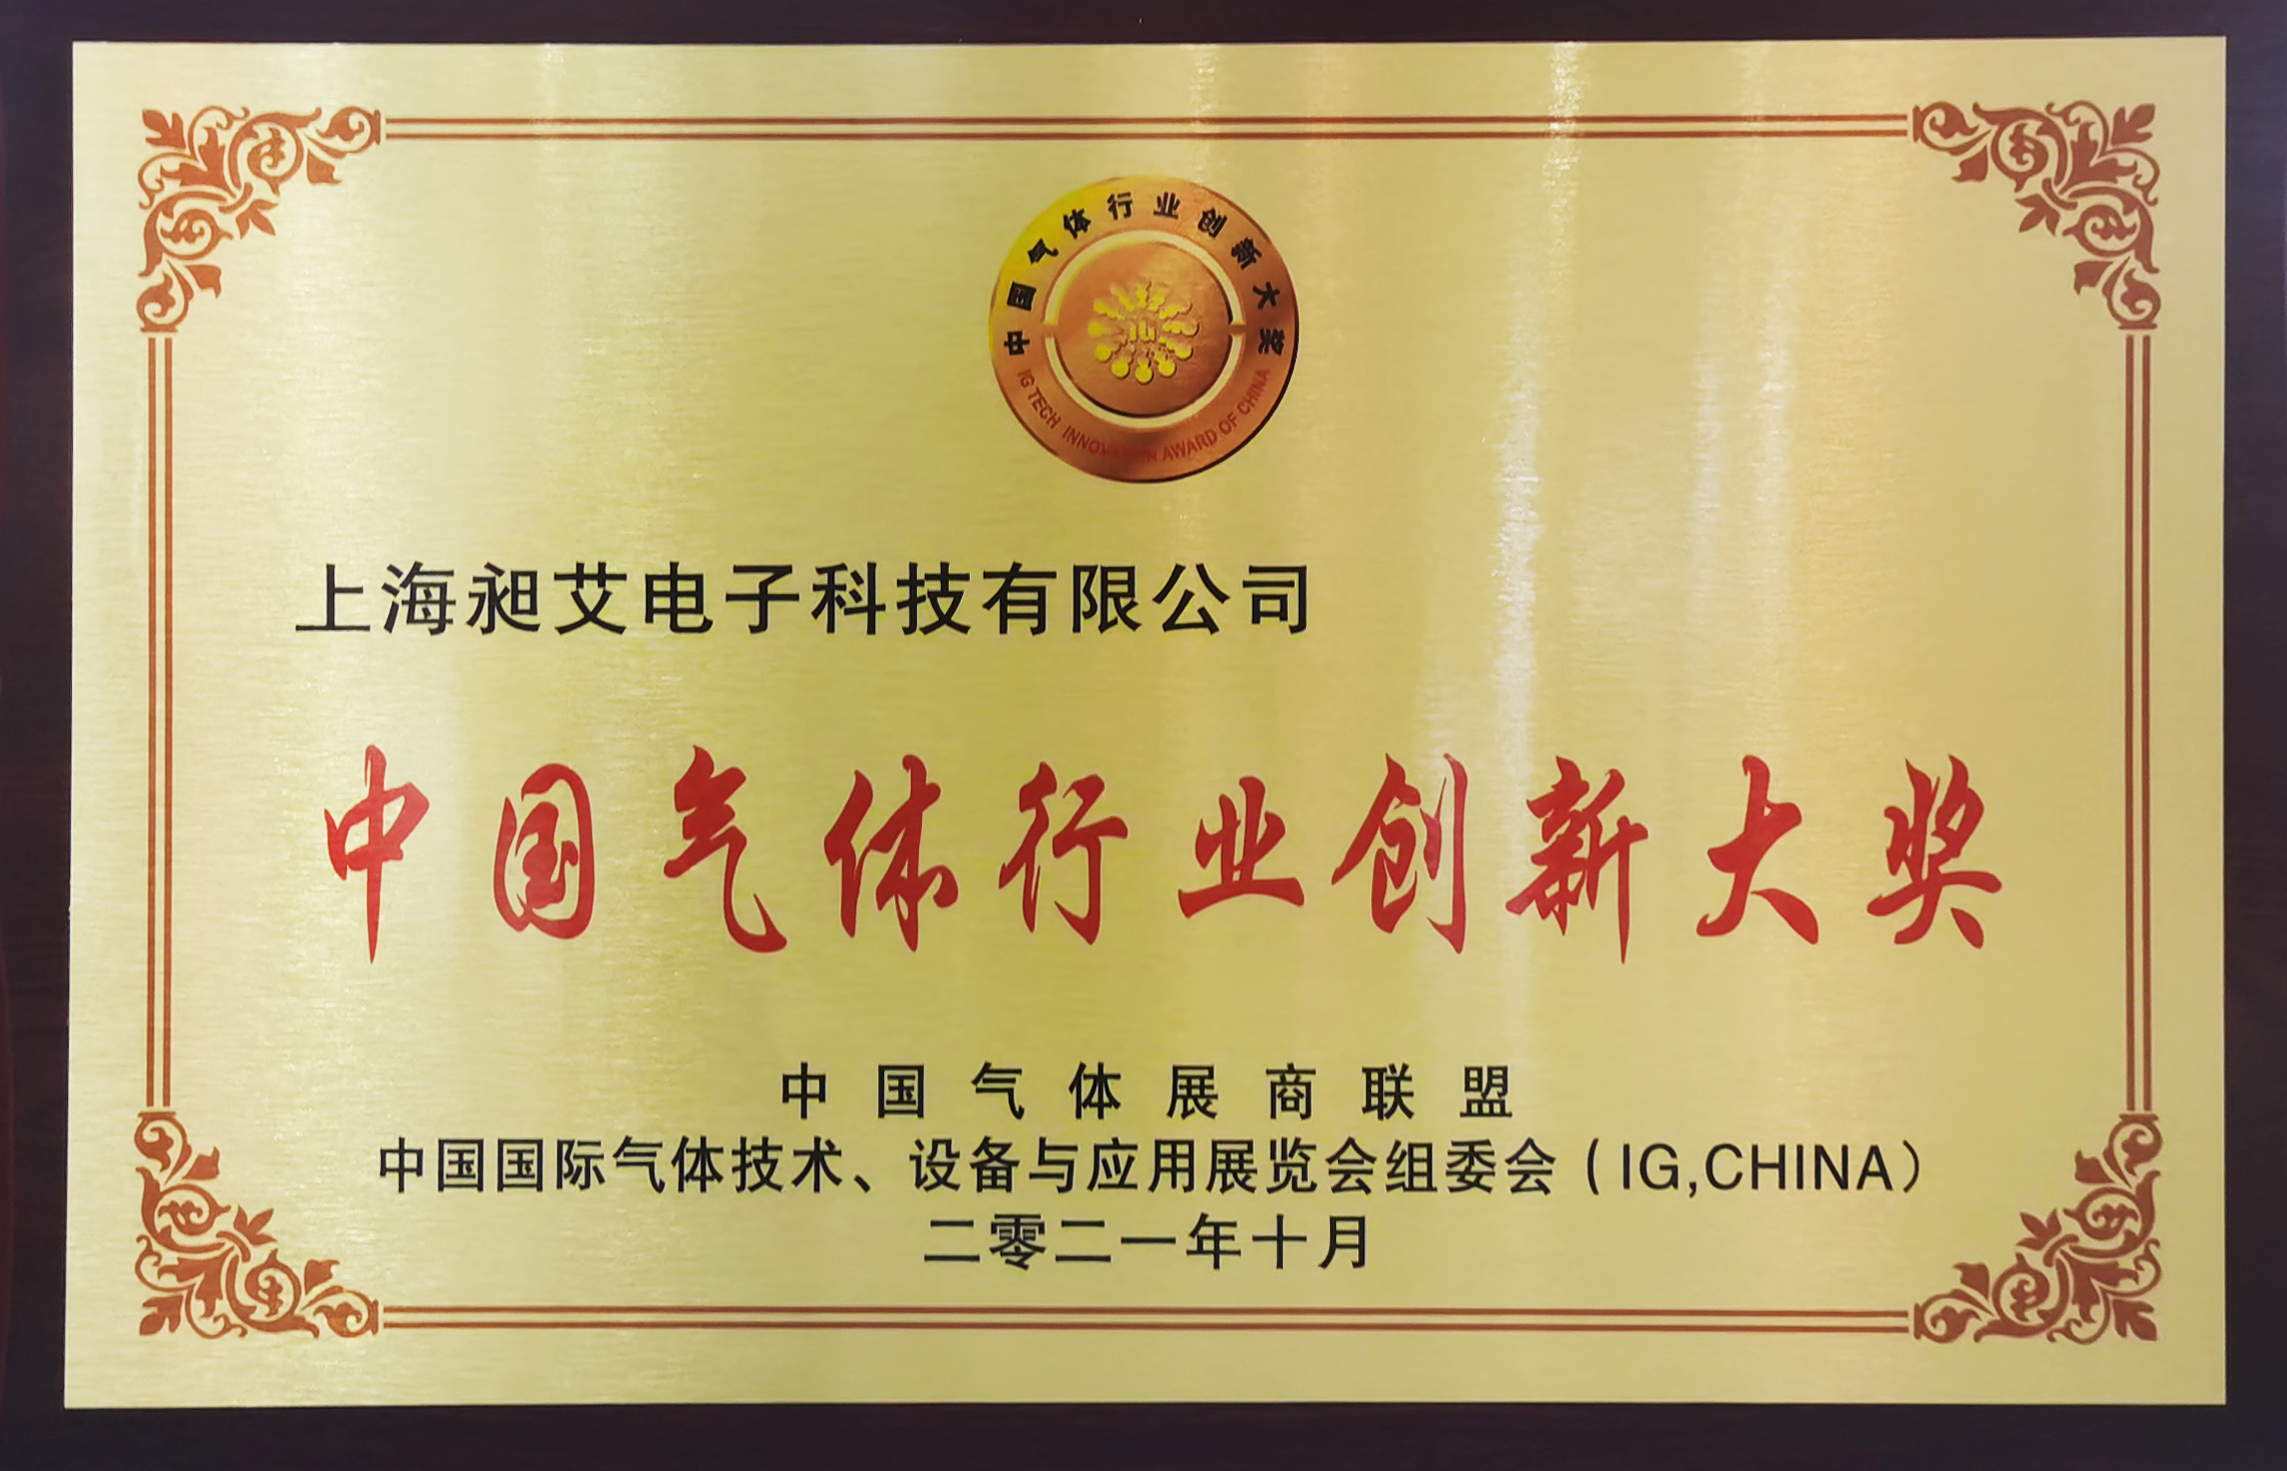 中国气体行业创新大奖
IG TECH INNOVATION AWARD OF CHINA
IG
上海昶艾电子科技有限公司
中国气体行业创新大奖
中国气体展商联盟
中国国际气体技术、设备与应用展览会组委会（IG,CHINA）
二零二一年十月